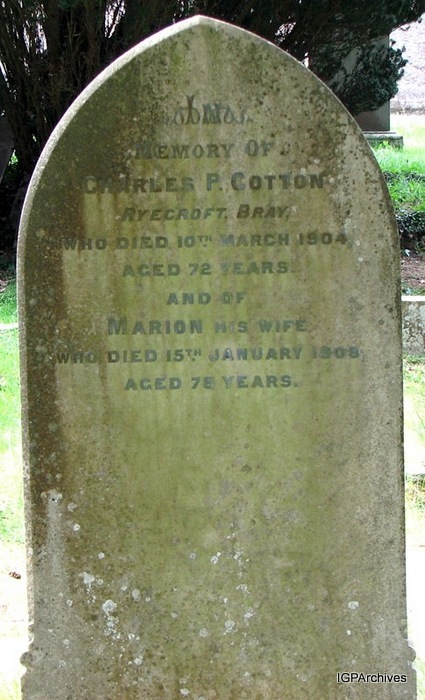 Memory Of
Charles P. Cotton
Ryecroft, Bray,
who died 10th March 1904,
aged 72 years.
and of
Marion his wife
who died 15th January 1908,
aged 78 years.
IGPArchives